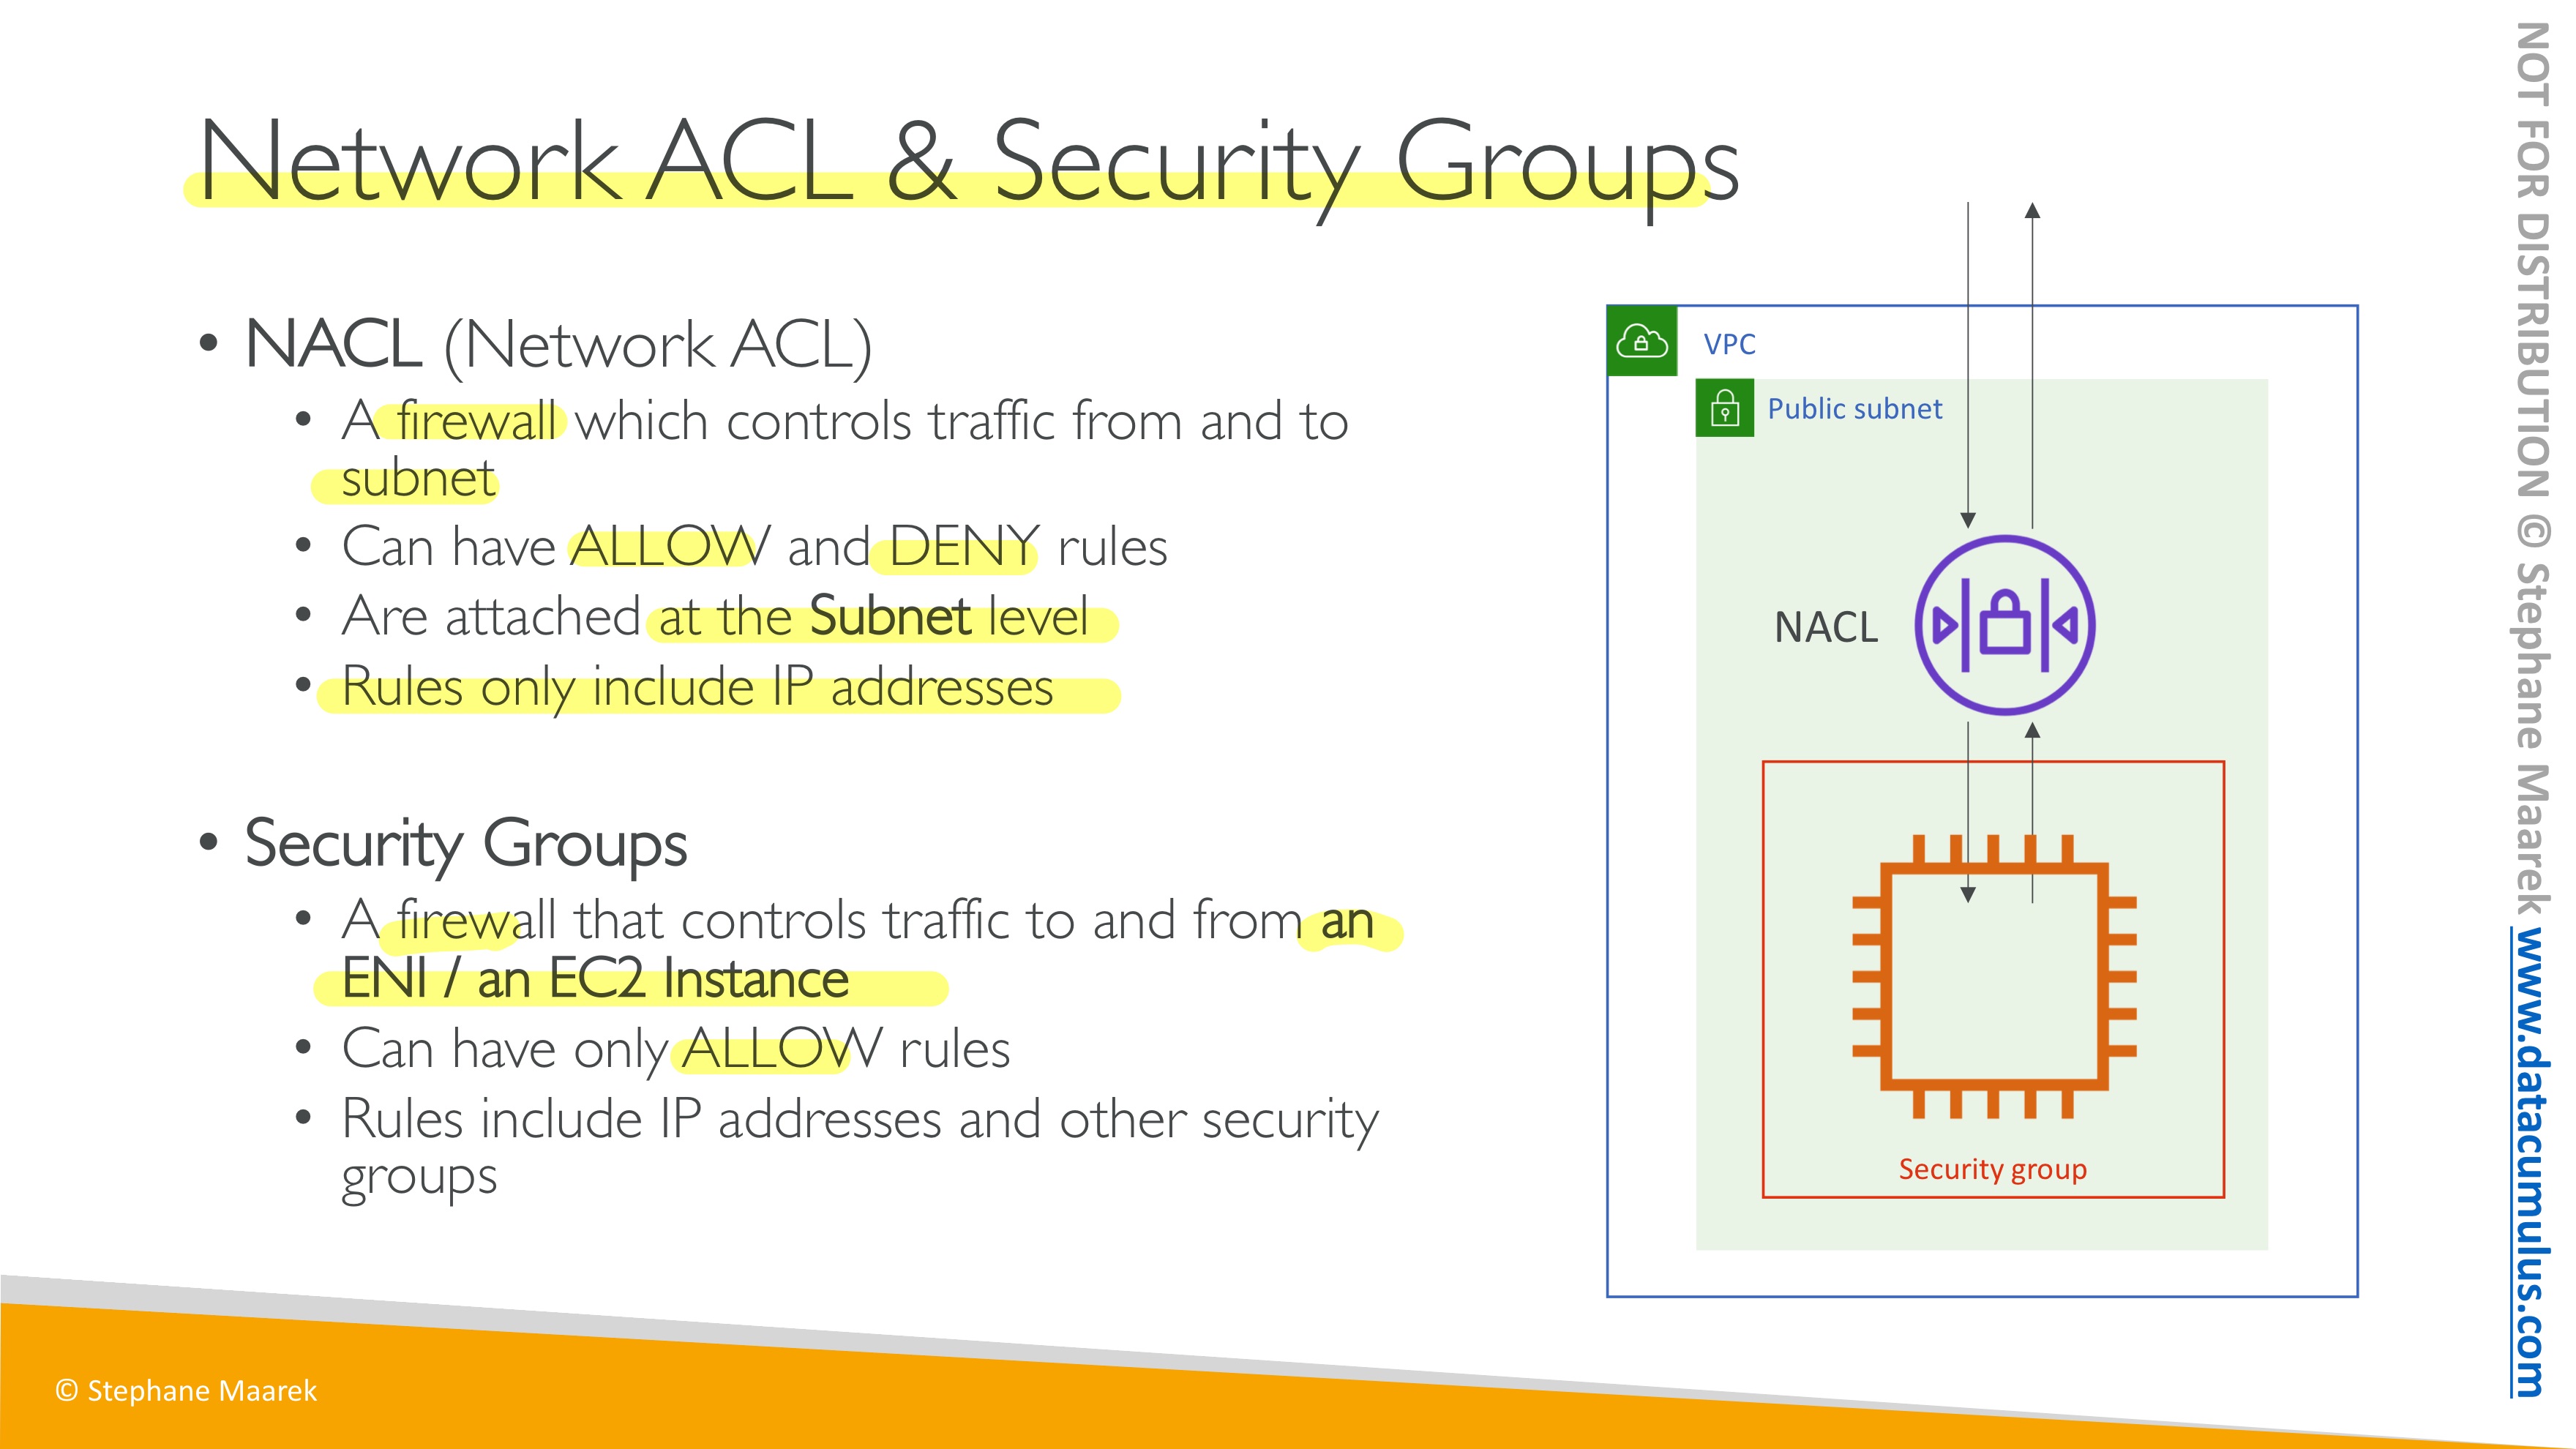 Network ACL & Security Groups
• NACL (Network ACL)
• A firewall which controls traffic from and to
subnet
• Can have ALLOW and DENY rules
• Are attached at the Subnet level
• Rules only include IP addresses
• Security Groups
• A firewall that controls traffic to and from an
ENI / an EC2 Instance
• Can have only ALLOW rules
• Rules include IP addresses and other security
groups
VPC
Public subnet
NACL
Security group
© Stephane Maarek
NOT FOR DISTRIBUTION © Stephane Maarek www.datacumulus.com